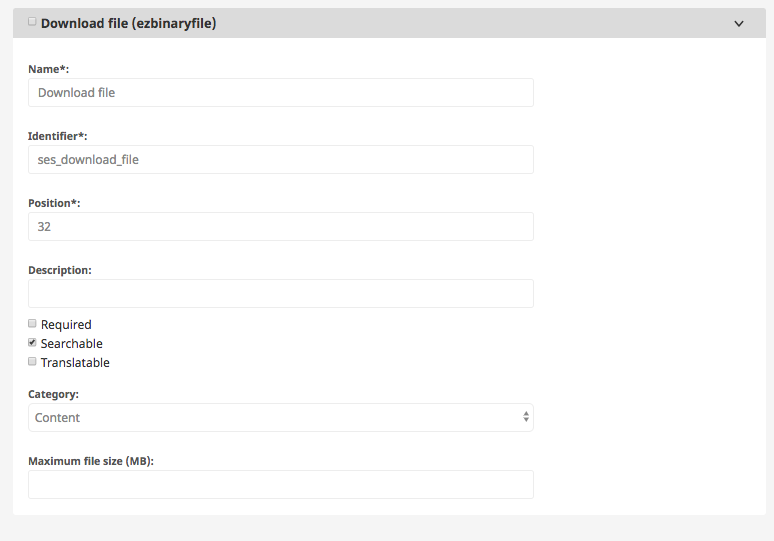 Download file (ezbinaryfile)
Name*:
Download file
Identifier*:
ses_download_file
Position*:
32
Description:
Required
Searchable
Translatable
Category:
Content
Maximum file size (MB):